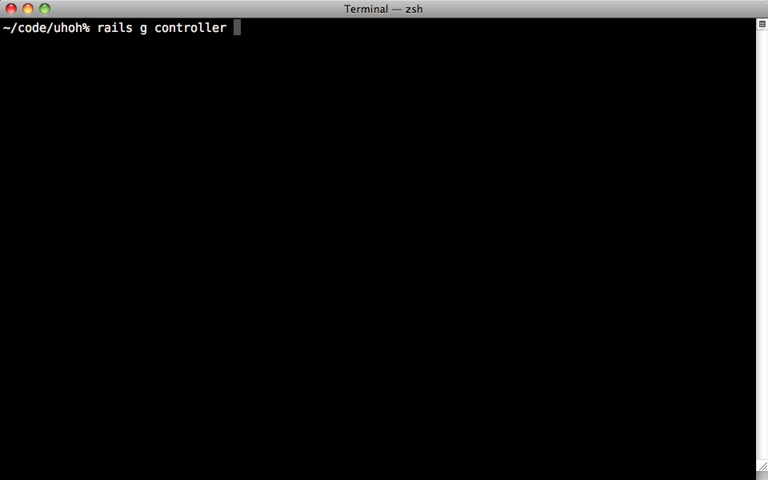 Terminal — zsh
~/code/uhoh% rails g controller